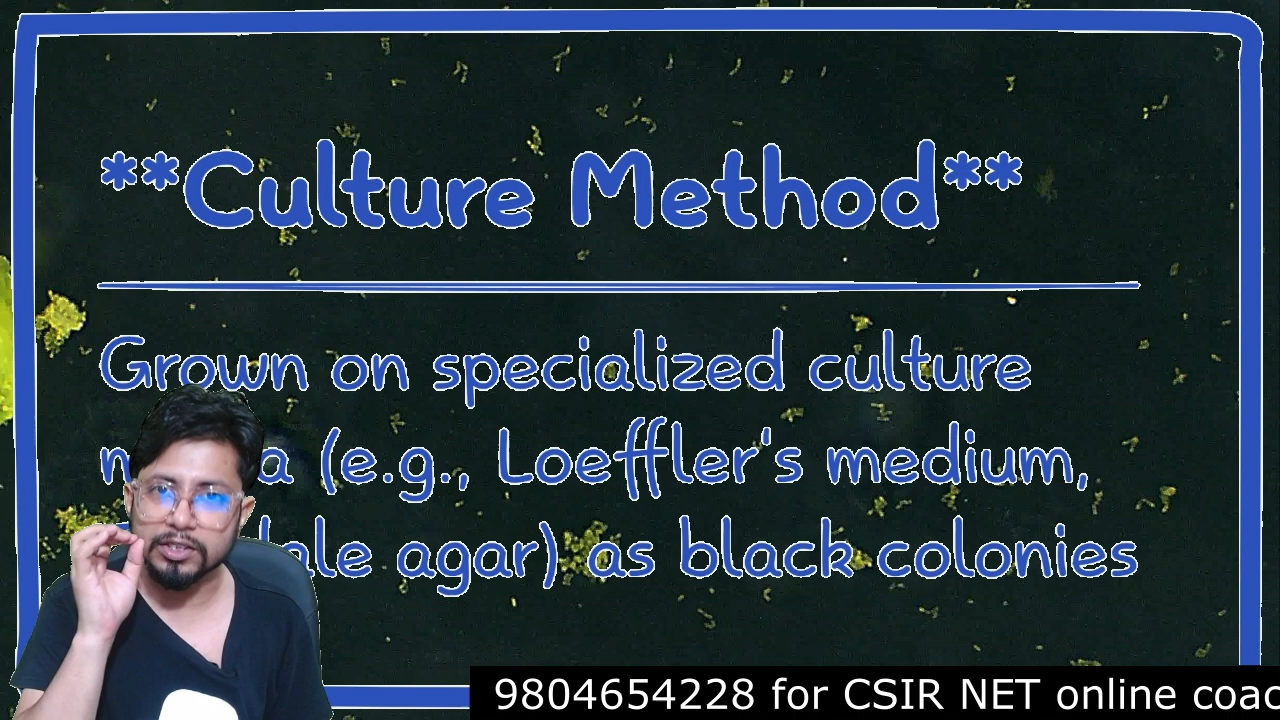 **Culture Method**
Grown on specialized culture
(e.g., Loeffler's medium,
agar) as black colonies
9804654228 for CSIR NET online coac